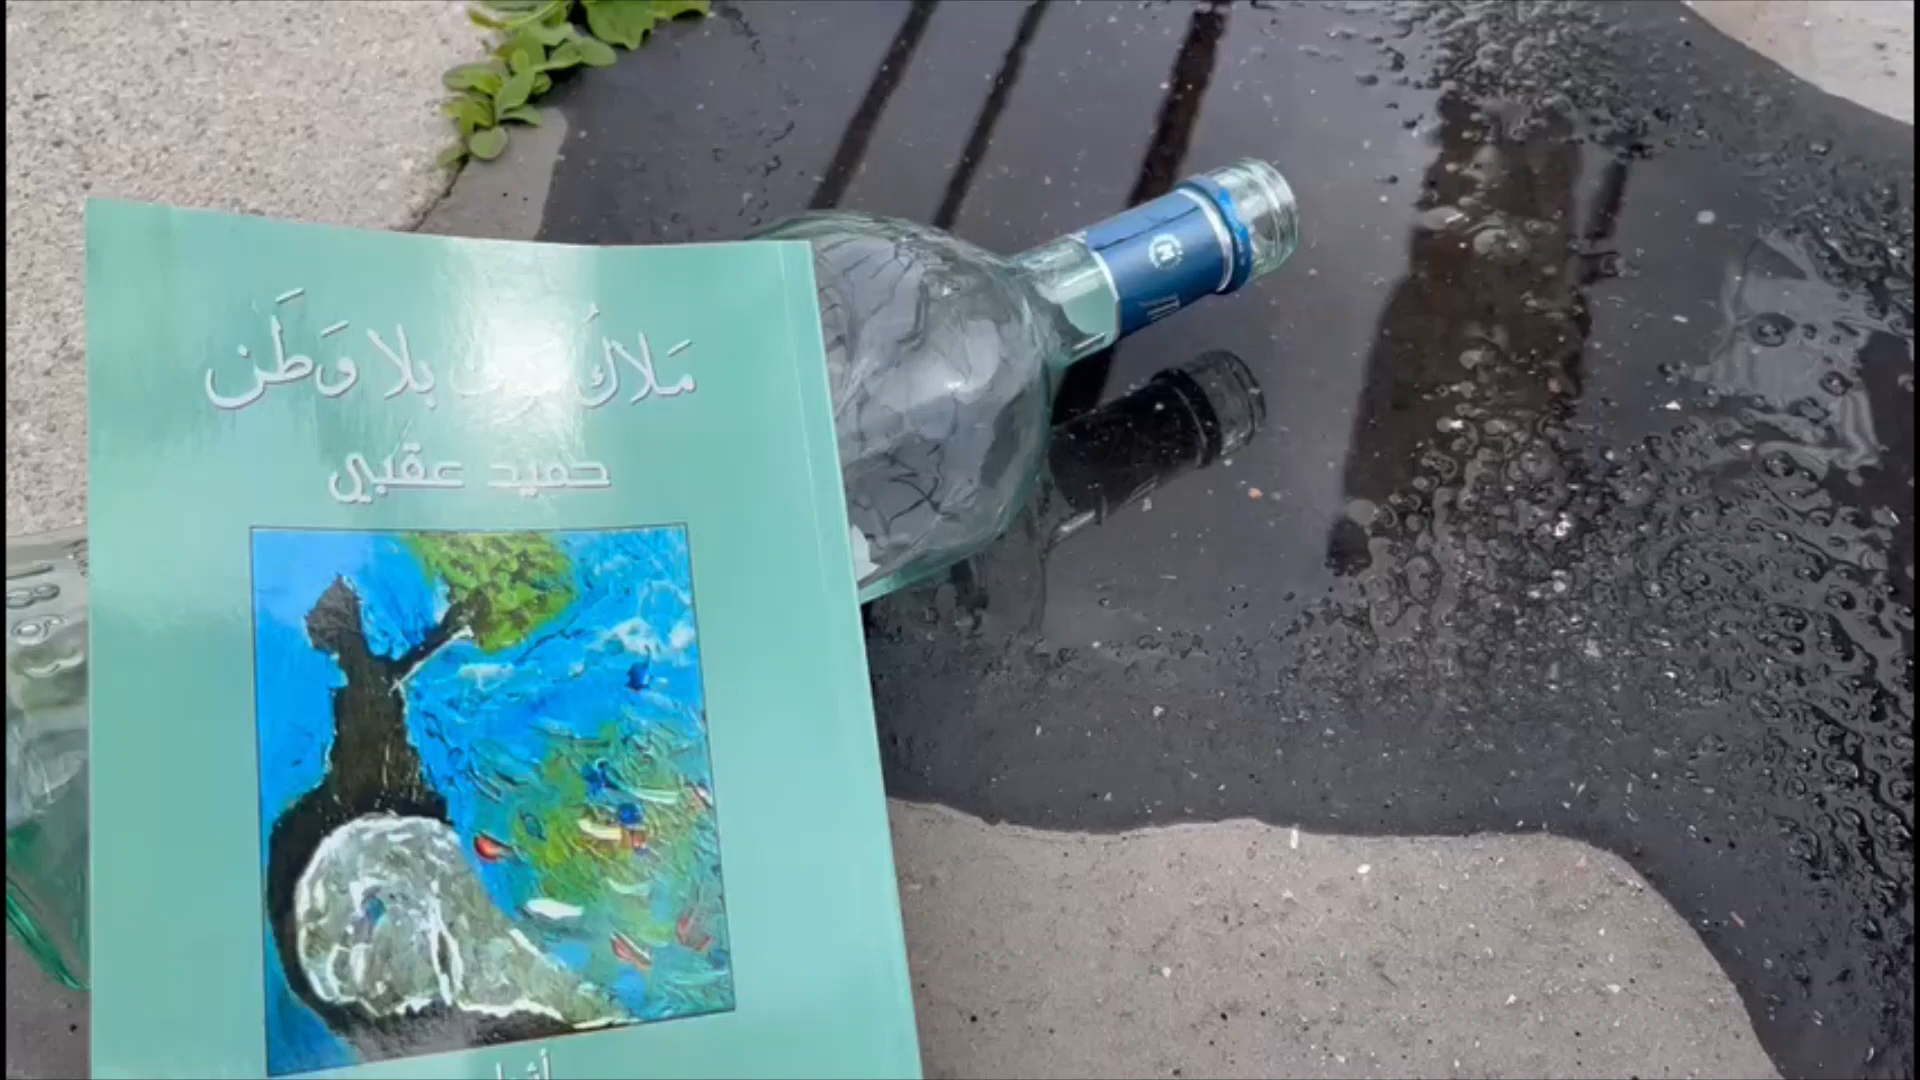 مَلاكُ بلا وَطَن
حميد عقبي
M